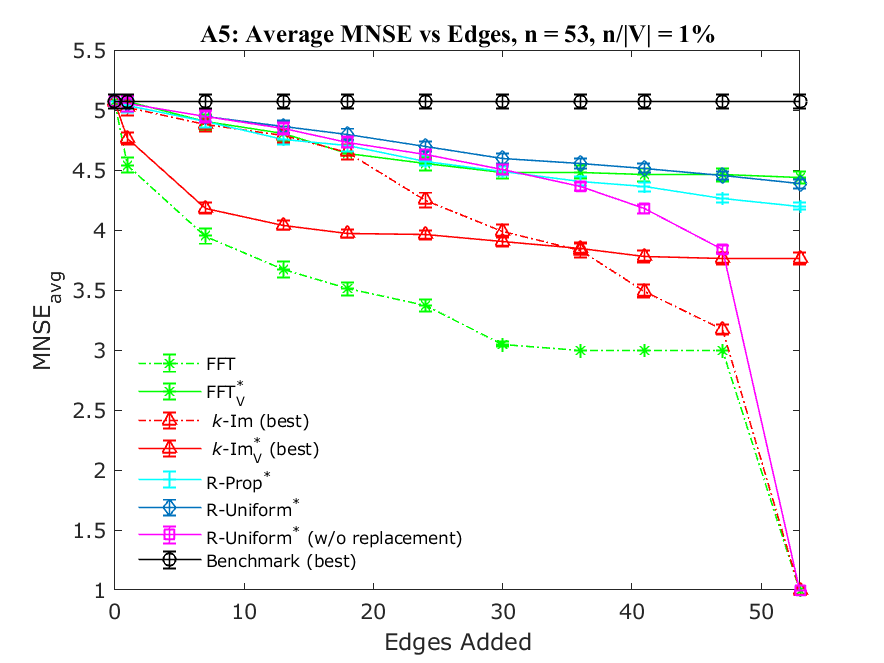 A5: Average MNSE vs Edges, n = 53, n/|V| = 1%
5.5
5
4.5
4
3.5
3
2.5
2
1.5
1
MNSE_avg
FFT
FFT*_V
k-Im (best)
k-Im*_V (best)
R-Prop*
R-Uniform*
R-Uniform* (w/o replacement)
Benchmark (best)
0 10 20 30 40 50
Edges Added